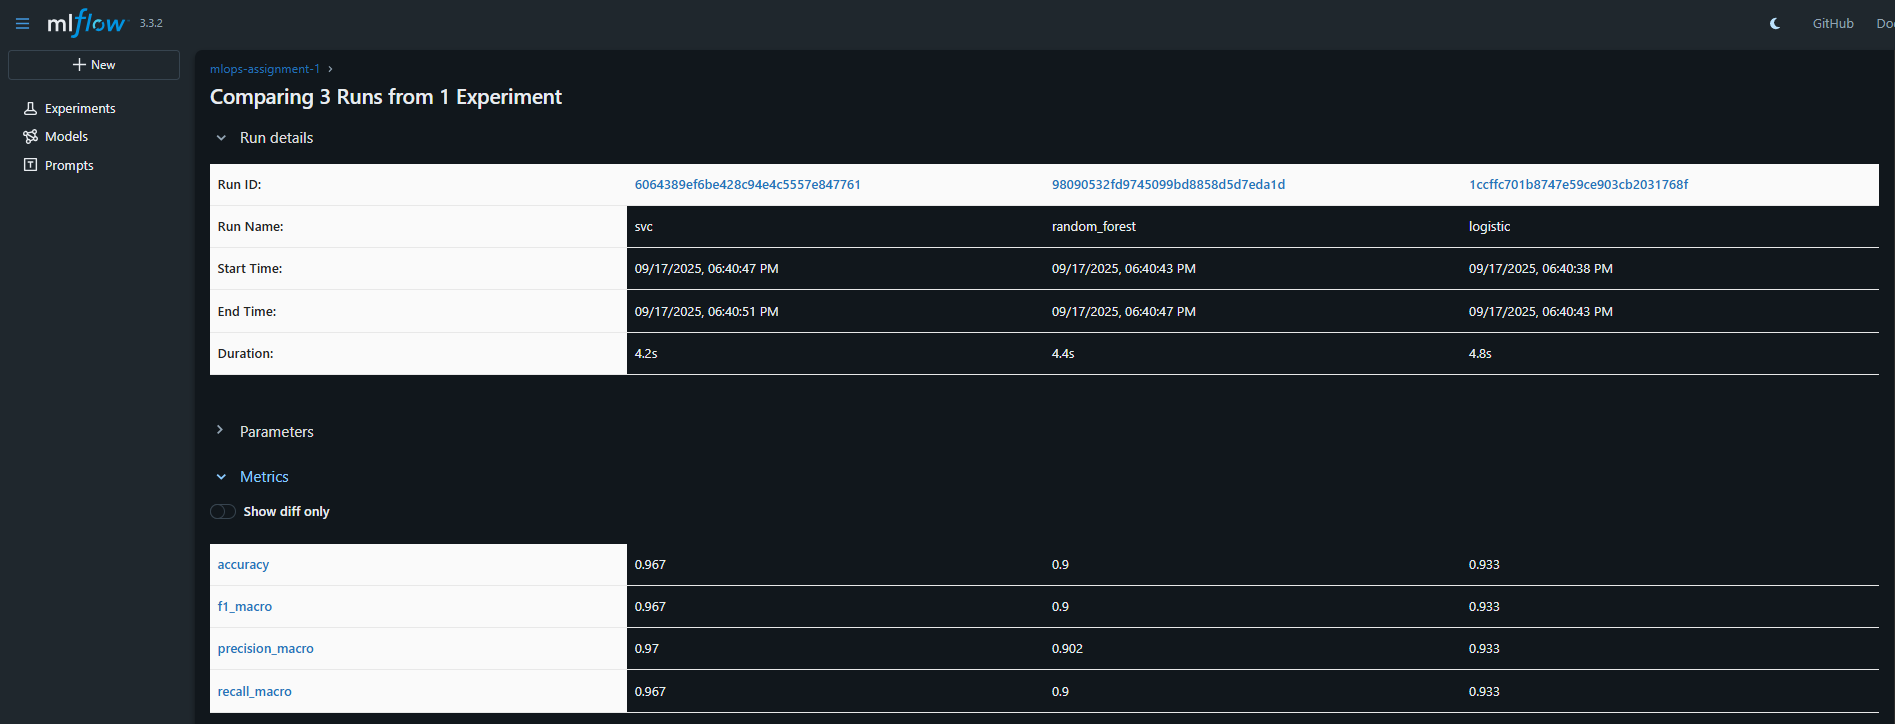 mlflow 3.3.2
GitHub
New
Experiments
Models
Prompts
mlops-assignment-1
Comparing 3 Runs from 1 Experiment
Run details
Run ID: 6064389ef6be428c94e4c5557e847761 98090532fd9745099bd8858d5d7eda1d 1ccffc701b8747e59ce903cb2031768f
Run Name: svc random_forest logistic
Start Time: 09/17/2025, 06:40:47 PM 09/17/2025, 06:40:43 PM 09/17/2025, 06:40:38 PM
End Time: 09/17/2025, 06:40:51 PM 09/17/2025, 06:40:47 PM 09/17/2025, 06:40:43 PM
Duration: 4.2s 4.4s 4.8s
Parameters
Metrics
Show diff only
accuracy 0.967 0.9 0.933
f1_macro 0.967 0.9 0.933
precision_macro 0.97 0.902 0.933
recall_macro 0.967 0.9 0.933